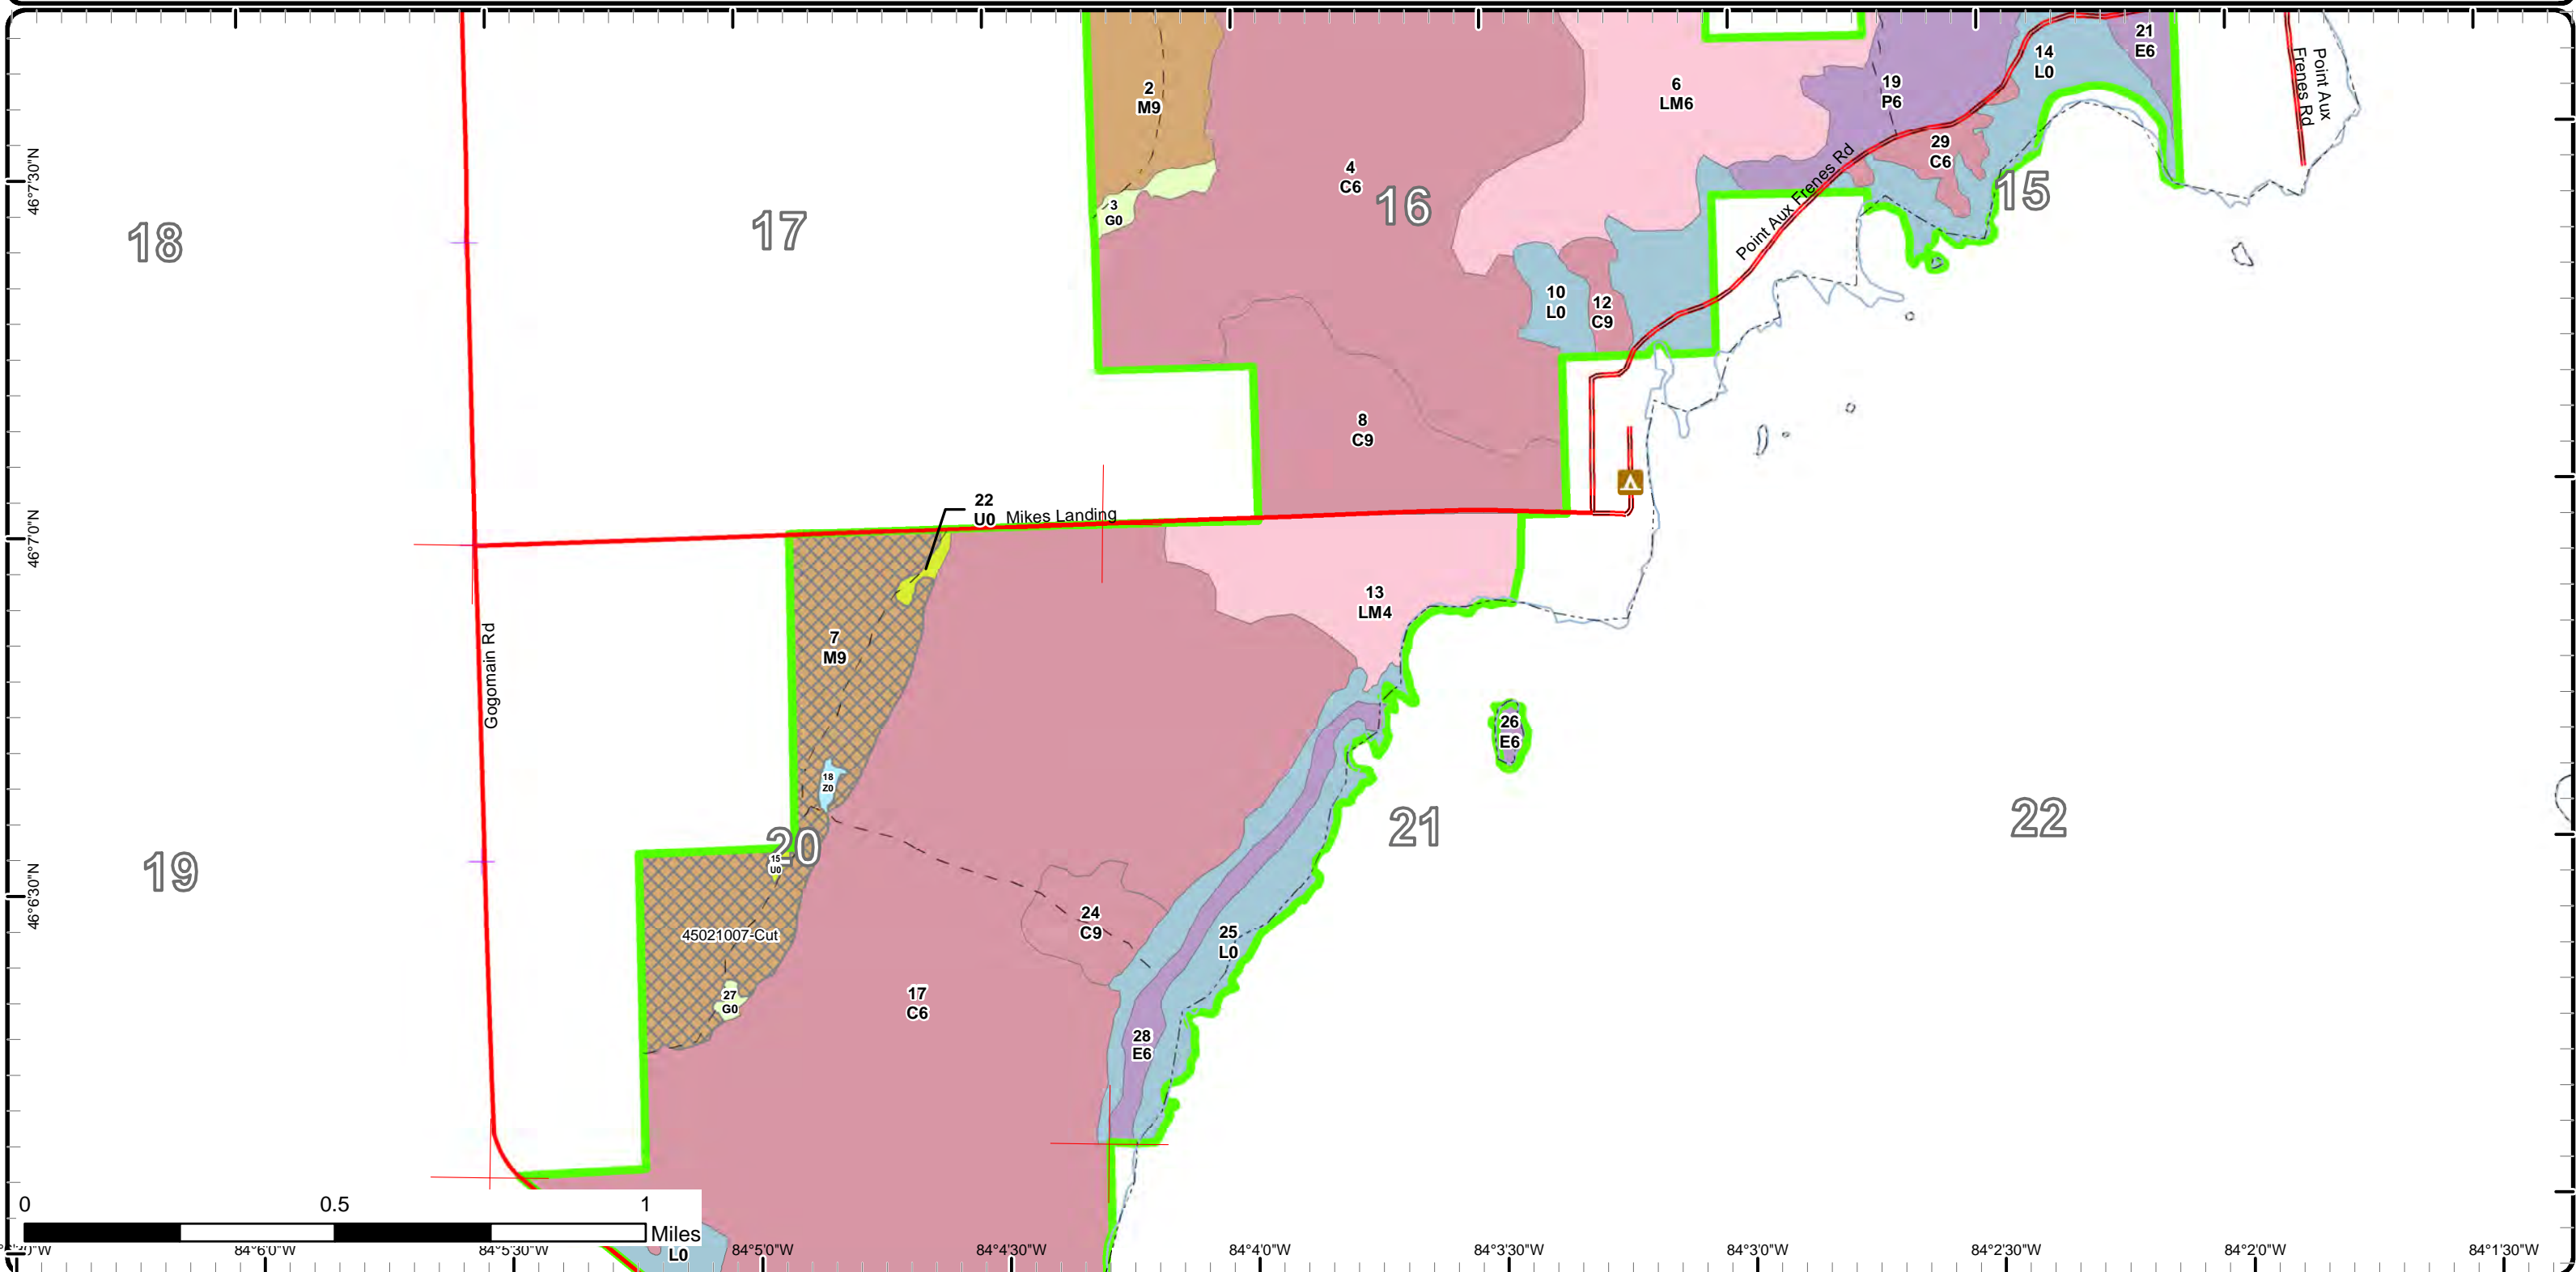 21
E6
14
L0
Point Aux
Frenes Rd
2
M9
6
LM6
19
P6
29
C6
46°7'30"N
4
C6
3
G0
16
15
Point Aux Frenes Rd
18
17
10
L0
12
C9
8
C9
22
U0
Mikes Landing
46°7'0"N
13
LM4
7
M9
Gogomain Rd
26
E6
18
Z0
20
15
U0
21
22
19
46°6'30"N
24
C9
45021007-Cut
25
L0
27
G0
17
C6
28
E6
0 0.5 1
Miles
L0
84°6'0"W
84°5'30"W
84°5'0"W
84°4'30"W
84°4'0"W
84°3'30"W
84°3'0"W
84°2'30"W
84°2'0"W
84°1'30"W